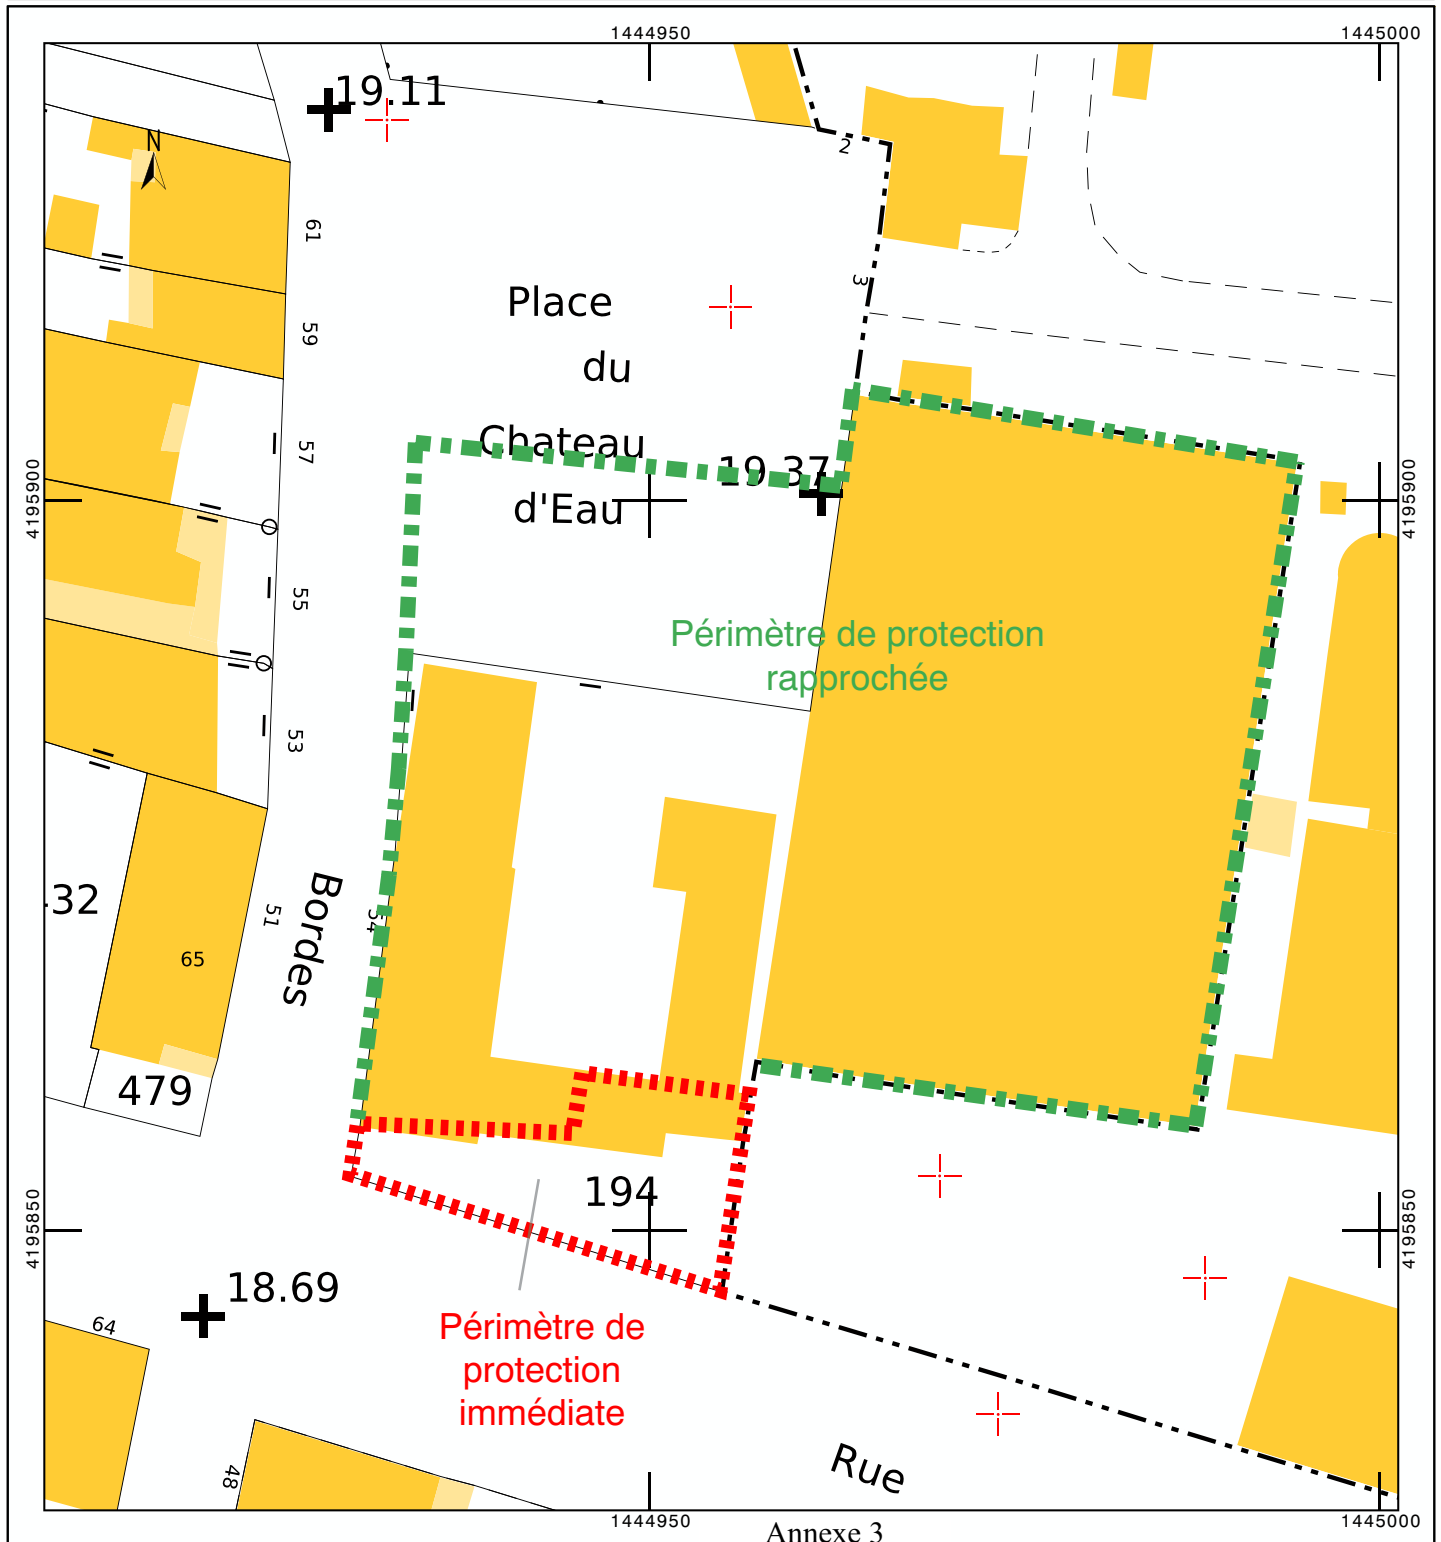 1444950
1445000
19.11
N
2
61
3
Place
59
du
57
Chateau
19.37
4195900
4195900
d'Eau
55
Périmètre de protection
rapprochée
53
Bordes
32
51
54
65
479
194
4195850
4195850
18.69
64
Périmètre de
protection
immédiate
Rue
48
1444950
1445000
Annexe 3